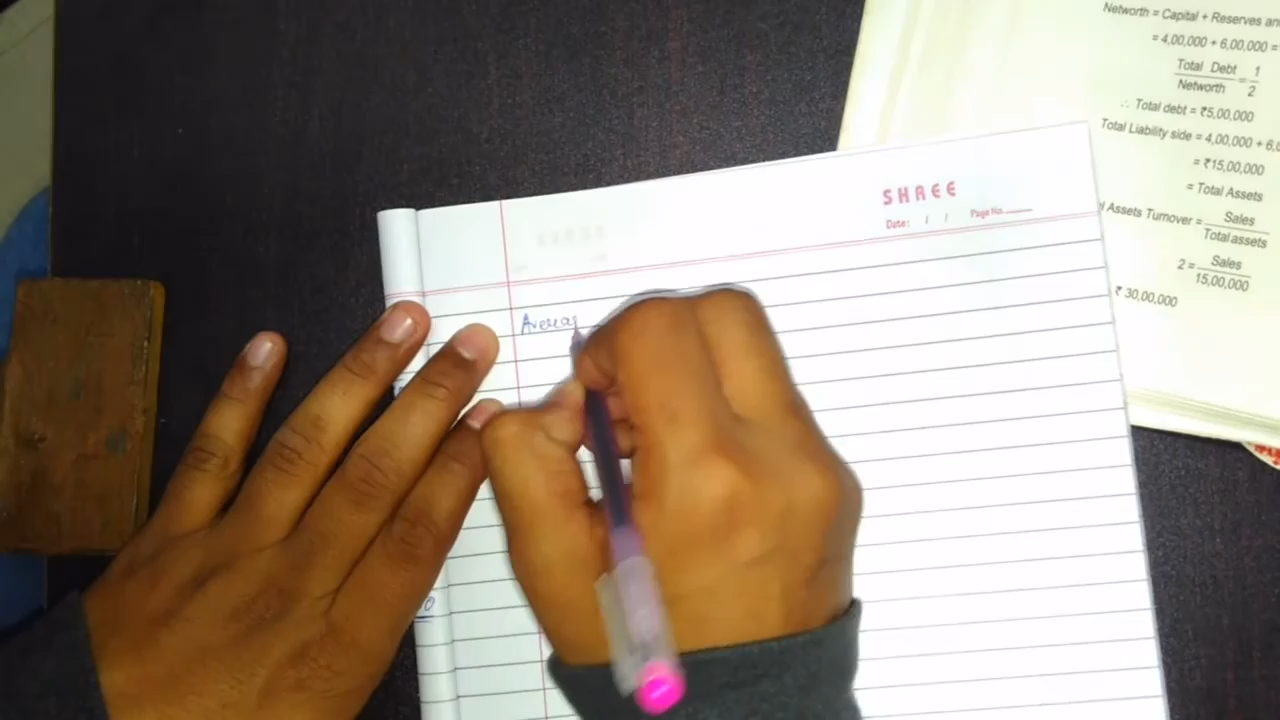 SHREE
Date: / / Page No.
Averag
Networth = Capital + Reserves an
= 4,00,000 + 6,00,000 =
Total Debt / Networth = 1 / 2
∴ Total debt = ₹5,00,000
Total Liability side = 4,00,000 + 6,0
= ₹15,00,000
= Total Assets
l Assets Turnover = Sales / Total assets
2 = Sales / 15,00,000
₹ 30,00,000